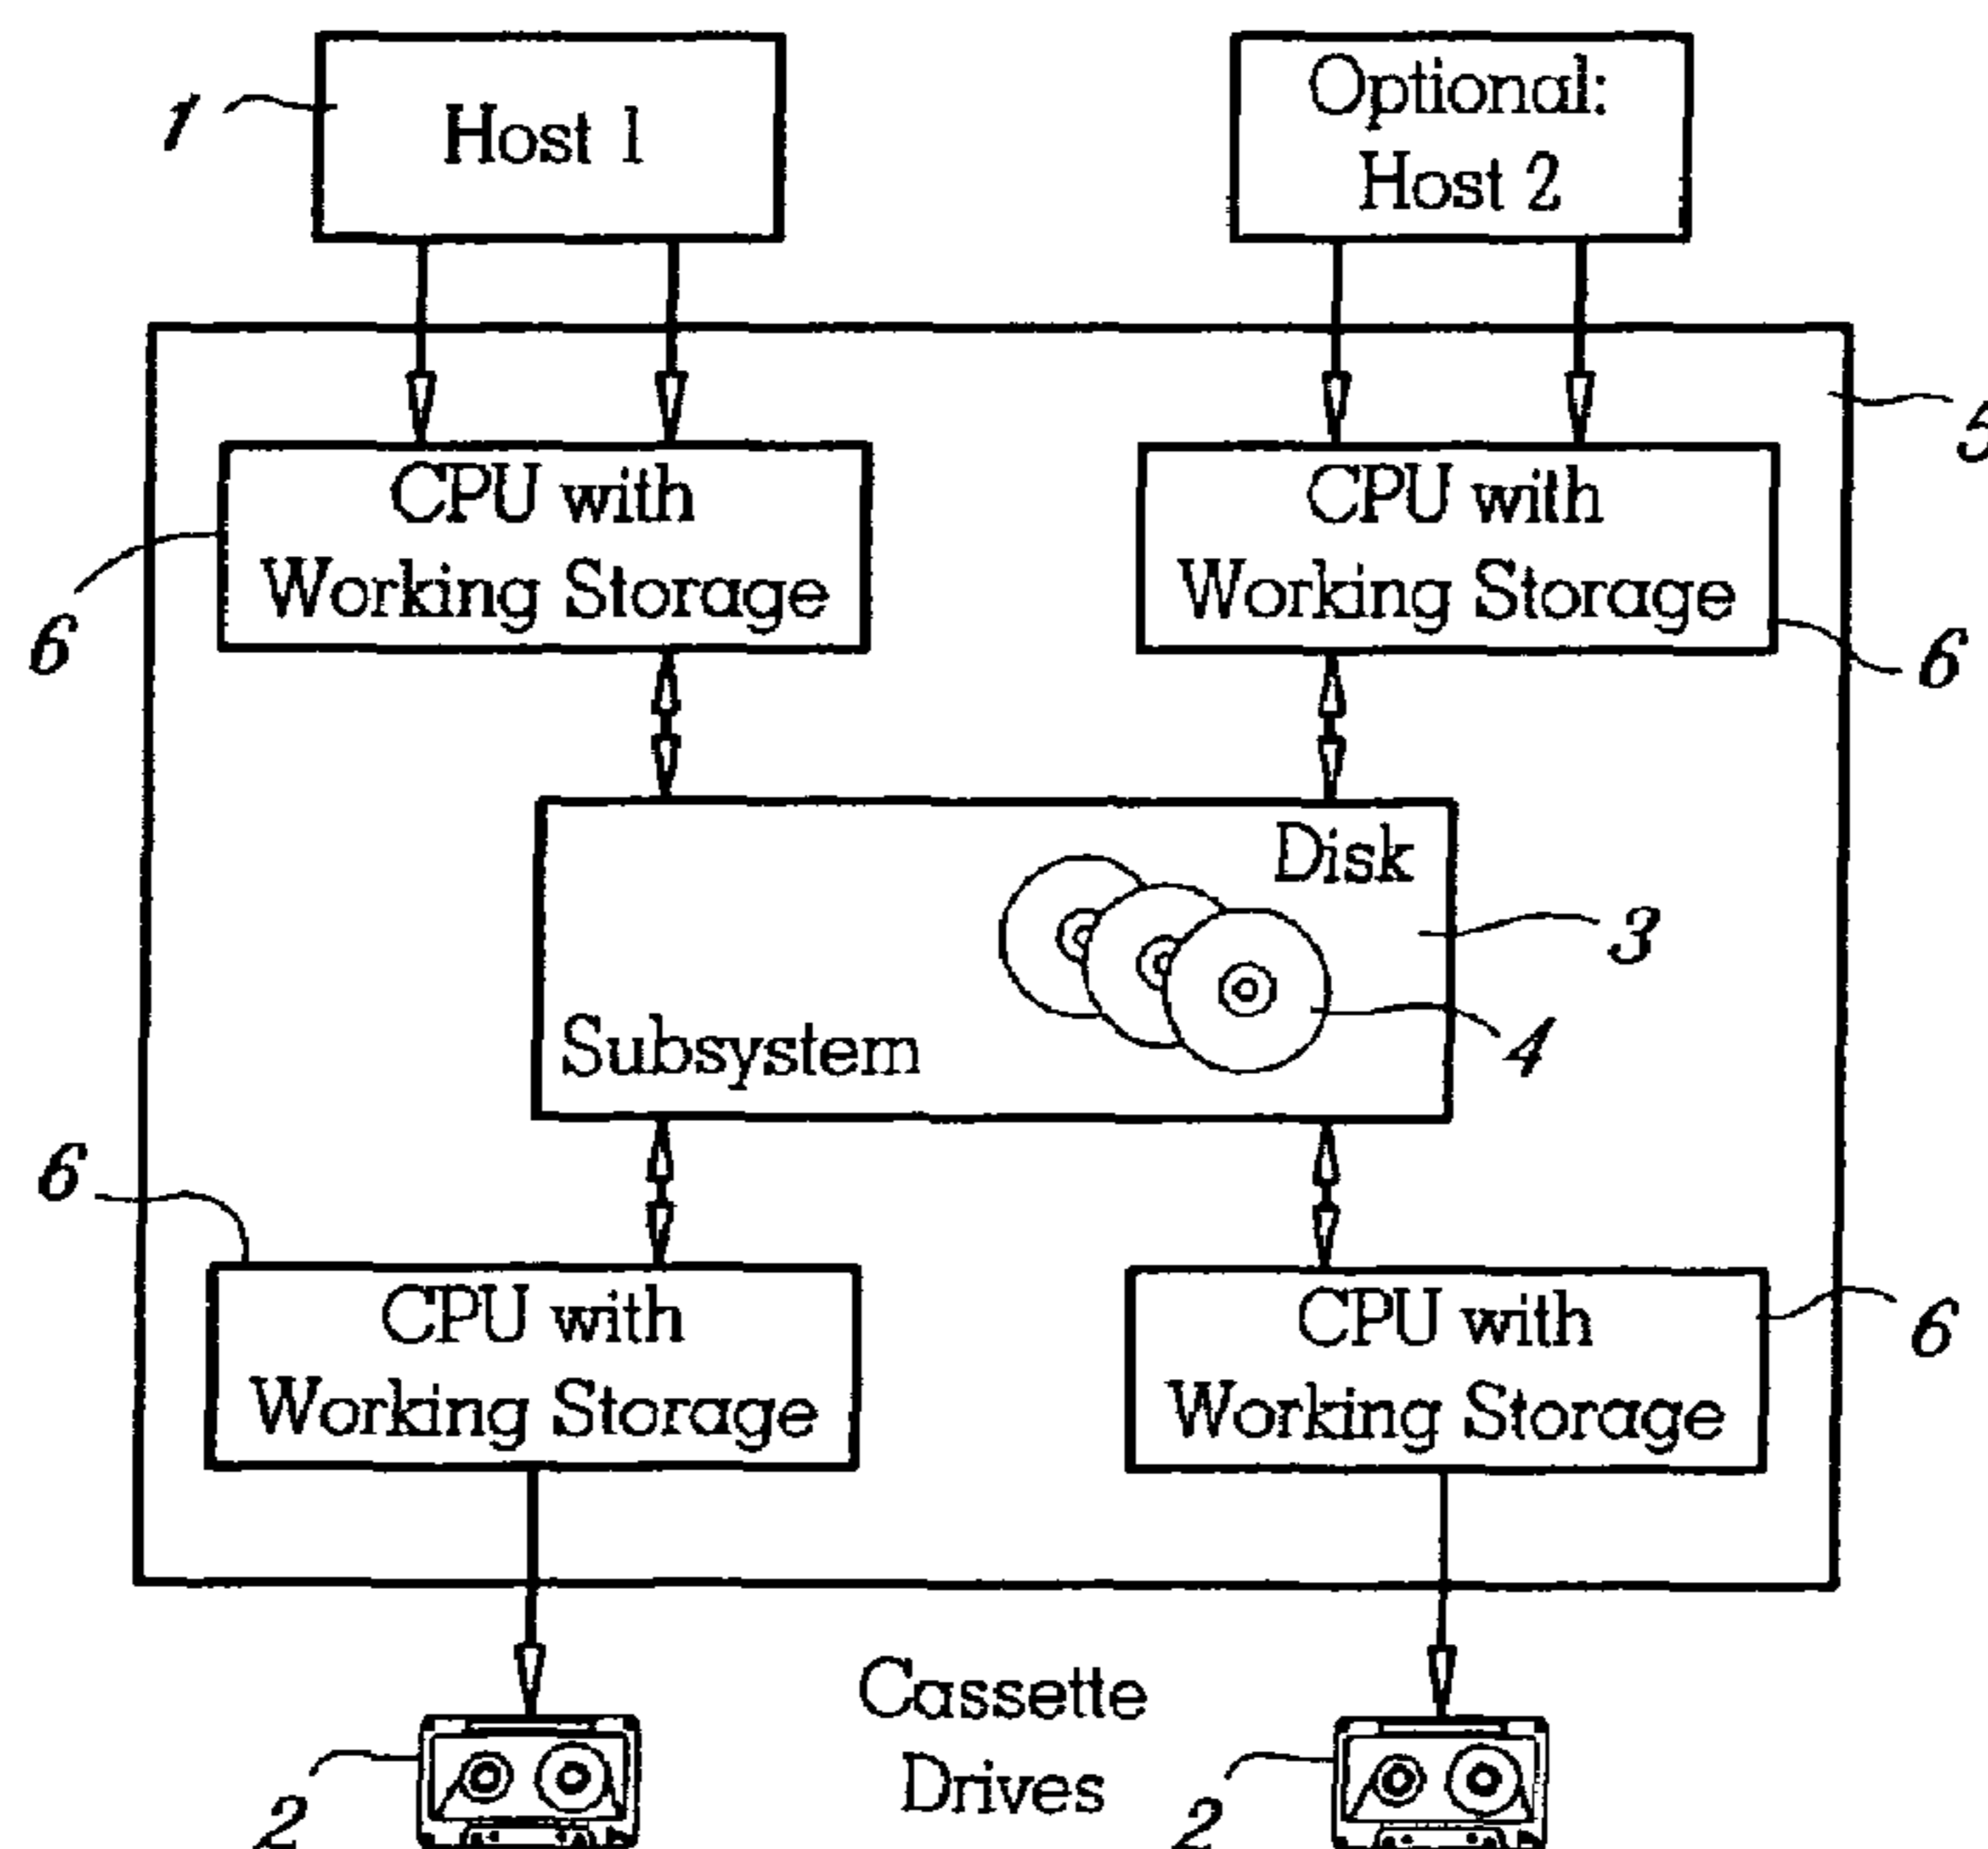 1
Host 1
Optional:
Host 2
5
CPU with
Working Storage
6
CPU with
Working Storage
6
Disk
3
Subsystem
4
6
CPU with
Working Storage
CPU with
Working Storage
6
Cassette
Drives
2
2